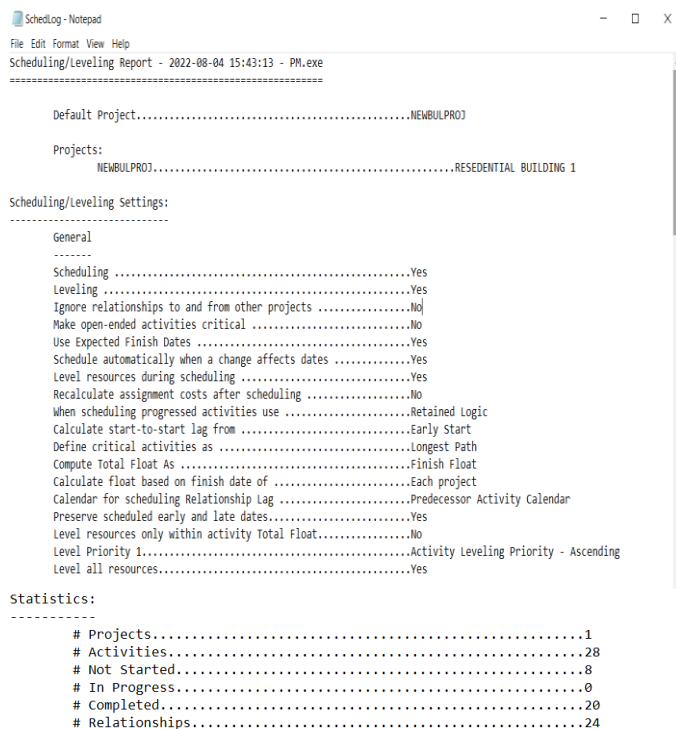 SchedLog - Notepad
File Edit Format View Help
Scheduling/Leveling Report - 2022-08-04 15:43:13 - PM.exe
=========================================================
Default Project..................................................NEWBULPROJ
Projects:
NEWBULPROJ.......................................................RESEDENTIAL BUILDING 1
Scheduling/Leveling Settings:
-----------------------------
General
-------
Scheduling ......................................................Yes
Leveling ........................................................Yes
Ignore relationships to and from other projects .................No
Make open-ended activities critical .............................No
Use Expected Finish Dates .......................................Yes
Schedule automatically when a change affects dates ..............Yes
Level resources during scheduling ...............................Yes
Recalculate assignment costs after scheduling ...................No
When scheduling progressed activities use .......................Retained Logic
Calculate start-to-start lag from ...............................Early Start
Define critical activities as ...................................Longest Path
Compute Total Float As ..........................................Finish Float
Calculate float based on finish date of .........................Each project
Calendar for scheduling Relationship Lag ........................Predecessor Activity Calendar
Preserve scheduled early and late dates..........................Yes
Level resources only within activity Total Float.................No
Level Priority 1.................................................Activity Leveling Priority - Ascending
Level all resources..............................................Yes
Statistics:
-----------
# Projects.......................................................1
# Activities.....................................................28
# Not Started....................................................8
# In Progress....................................................0
# Completed......................................................20
# Relationships..................................................24